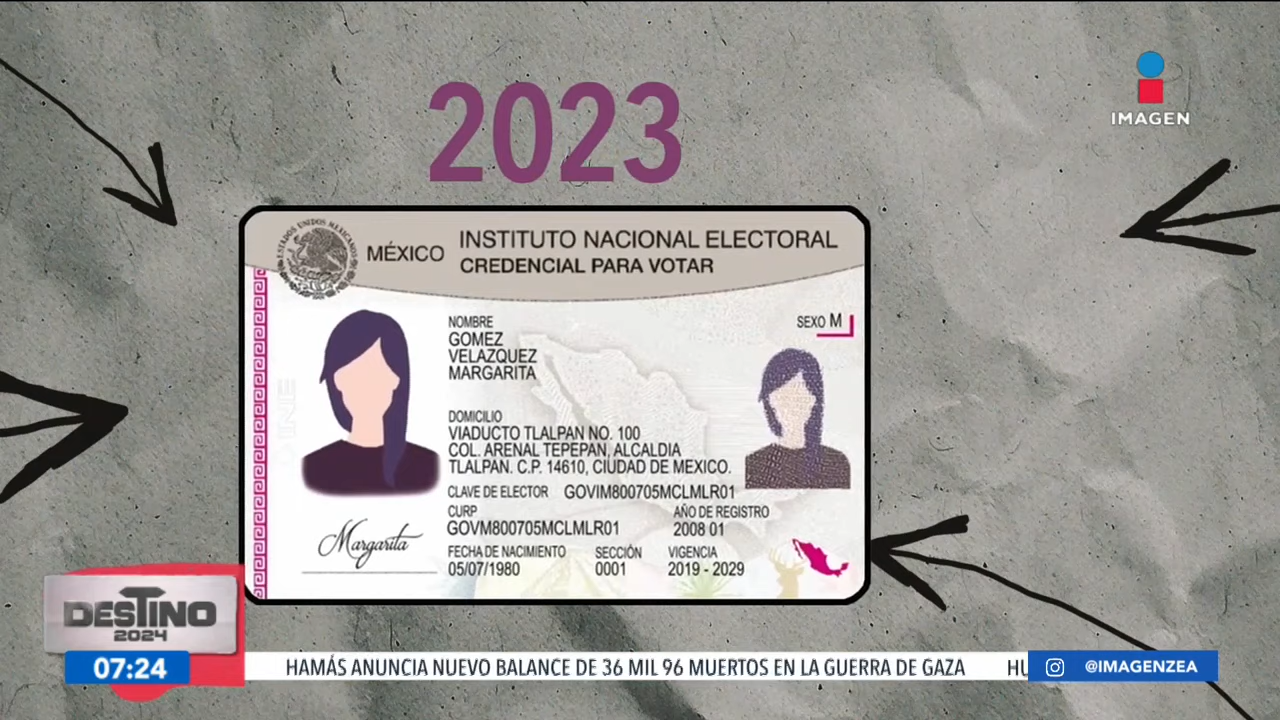 2023
IMAGEN
ESTADOS UNIDOS MEXICANOS
MÉXICO
INSTITUTO NACIONAL ELECTORAL
CREDENCIAL PARA VOTAR
NOMBRE
GOMEZ
VELAZQUEZ
MARGARITA
SEXO M
DOMICILIO
VIADUCTO TLALPAN NO. 100
COL. ARENAL TEPEPAN, ALCALDIA
TLALPAN. C.P. 14610, CIUDAD DE MEXICO.
CLAVE DE ELECTOR GOVIM800705MCLMLR01
CURP
GOVM800705MCLMLR01
AÑO DE REGISTRO
2008 01
FECHA DE NACIMIENTO
05/07/1980
SECCIÓN
0001
VIGENCIA
2019 - 2029
Margarita
DESTINO
2024
07:24
HAMÁS ANUNCIA NUEVO BALANCE DE 36 MIL 96 MUERTOS EN LA GUERRA DE GAZA
@IMAGENZEA